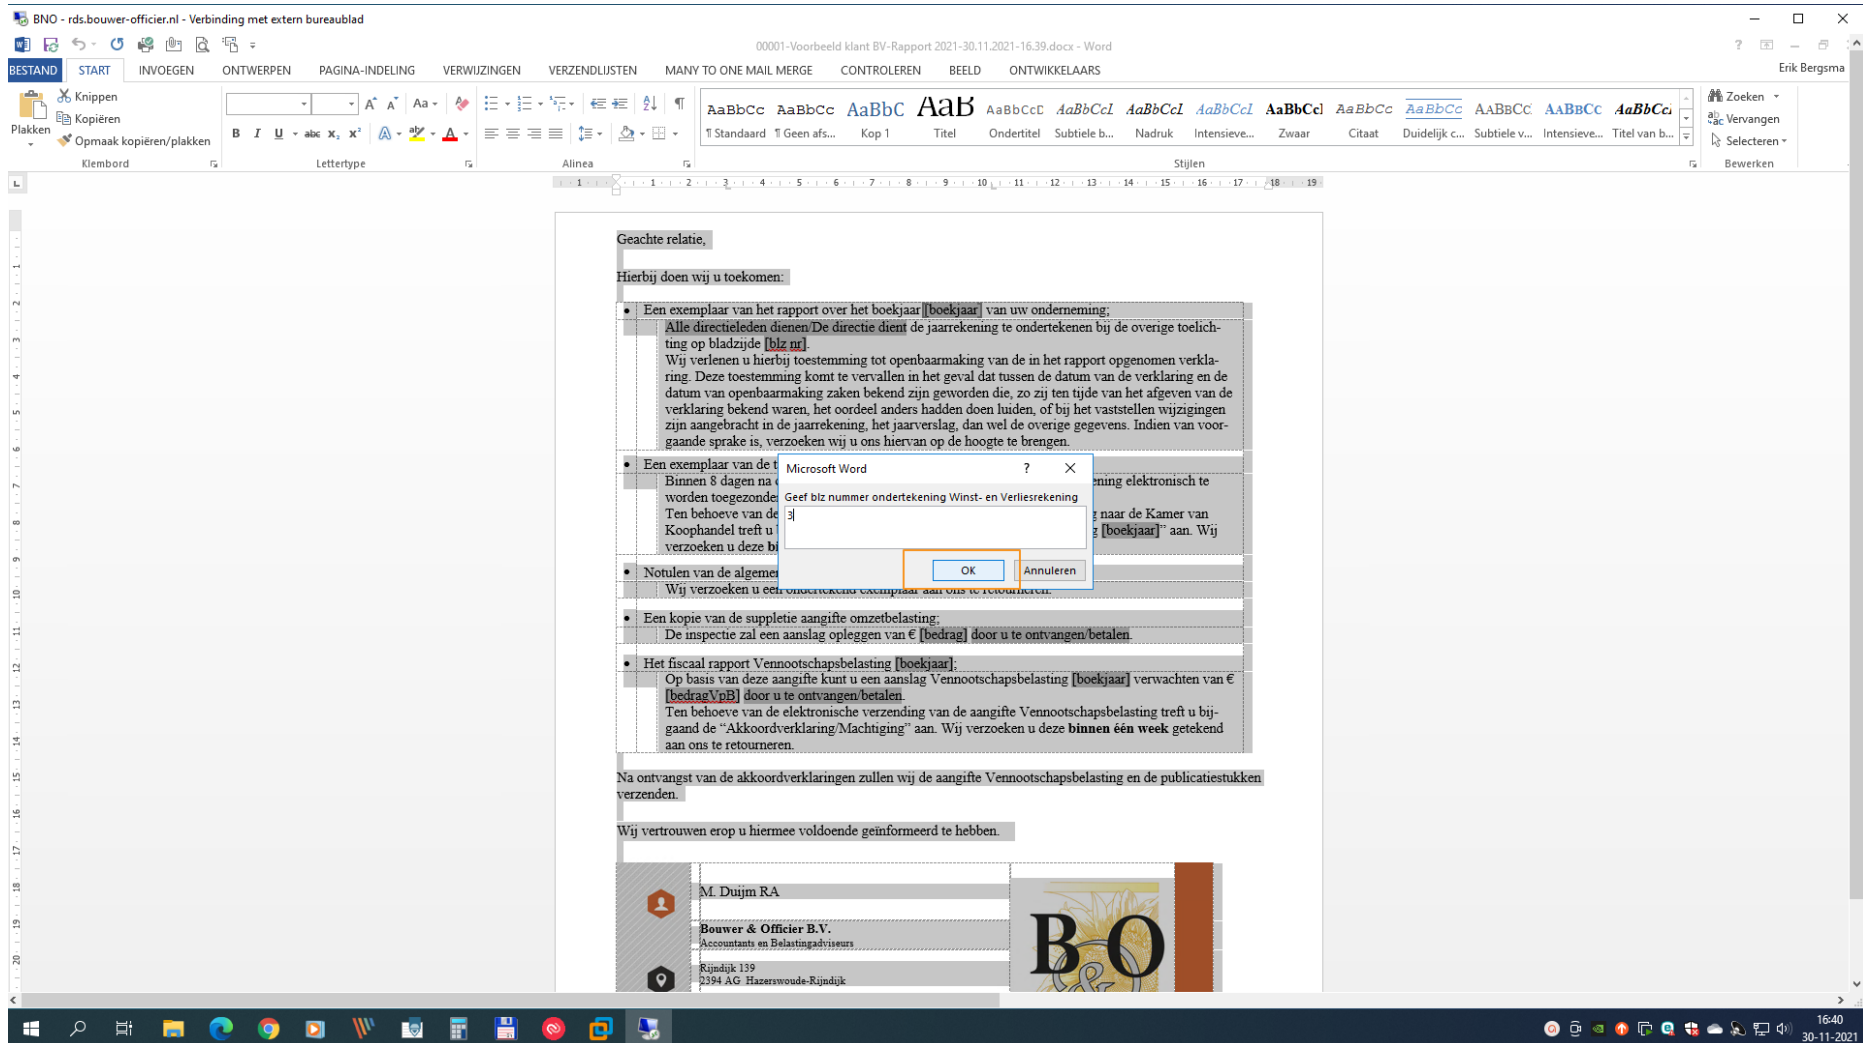 BNO - rds.bouwer-officier.nl - Verbinding met extern bureaublad
00001-Voorbeeld klant BV-Rapport 2021-30.11.2021-16.39.docx - Word
BESTAND START INVOEGEN ONTWERPEN PAGINA-INDELING VERWIJZINGEN VERZENDLIJSTEN MANY TO ONE MAIL MERGE CONTROLEREN BEELD ONTWIKKELAARS
Erik Bergsma
Plakken
Knippen
Kopiëren
Opmaak kopiëren/plakken
Klembord
Lettertype
Alinea
AaBbCc AaBbCc AaBbC AaB AaBbCcD AaBbCcI AaBbCcI AaBbCcI AaBbCcI AaBbCc AaBbCc AaBbCc AaBbCc AaBbCc
¶ Standaard ¶ Geen afs... Kop 1 Titel Ondertitel Subtiele b... Nadruk Intensieve... Zwaar Citaat Duidelijk c... Subtiele v... Intensieve... Titel van b...
Stijlen
Zoeken
Vervangen
Selecteren
Bewerken
Geachte relatie,
Hierbij doen wij u toekomen:
• Een exemplaar van het rapport over het boekjaar [boekjaar] van uw onderneming;
Alle directieleden dienen/De directie dient de jaarrekening te ondertekenen bij de overige toelich-
ting op bladzijde [blz nr].
Wij verlenen u hierbij toestemming tot openbaarmaking van de in het rapport opgenomen verkla-
ring. Deze toestemming komt te vervallen in het geval dat tussen de datum van de verklaring en de
datum van openbaarmaking zaken bekend zijn geworden die, zo zij ten tijde van het afgeven van de
verklaring bekend waren, het oordeel anders hadden doen luiden, of bij het vaststellen wijzigingen
zijn aangebracht in de jaarrekening, het jaarverslag, dan wel de overige gegevens. Indien van voor-
gaande sprake is, verzoeken wij u ons hiervan op de hoogte te brengen.
• Een exemplaar van de t
Binnen 8 dagen na ening elektronisch te
worden toegezonde
Ten behoeve van de naar de Kamer van
Koophandel treft u [boekjaar]” aan. Wij
verzoeken u deze bi
Microsoft Word
Geef blz nummer ondertekening Winst- en Verliesrekening
3
OK
Annuleren
• Notulen van de algemen
Wij verzoeken u een ondertekend exemplaar aan ons te retourneren.
• Een kopie van de suppletie aangifte omzetbelasting;
De inspectie zal een aanslag opleggen van € [bedrag] door u te ontvangen/betalen.
• Het fiscaal rapport Vennootschapsbelasting [boekjaar];
Op basis van deze aangifte kunt u een aanslag Vennootschapsbelasting [boekjaar] verwachten van €
[bedragVpB] door u te ontvangen/betalen.
Ten behoeve van de elektronische verzending van de aangifte Vennootschapsbelasting treft u bij-
gaand de “Akkoordverklaring/Machtiging” aan. Wij verzoeken u deze binnen één week getekend
aan ons te retourneren.
Na ontvangst van de akkoordverklaringen zullen wij de aangifte Vennootschapsbelasting en de publicatiestukken
verzenden.
Wij vertrouwen erop u hiermee voldoende geïnformeerd te hebben.
M. Duijm RA
Bouwer & Officier B.V.
Accountants en Belastingadviseurs
Rijndijk 139
2394 AG Hazerswoude-Rijndijk
B&O
16:40
30-11-2021